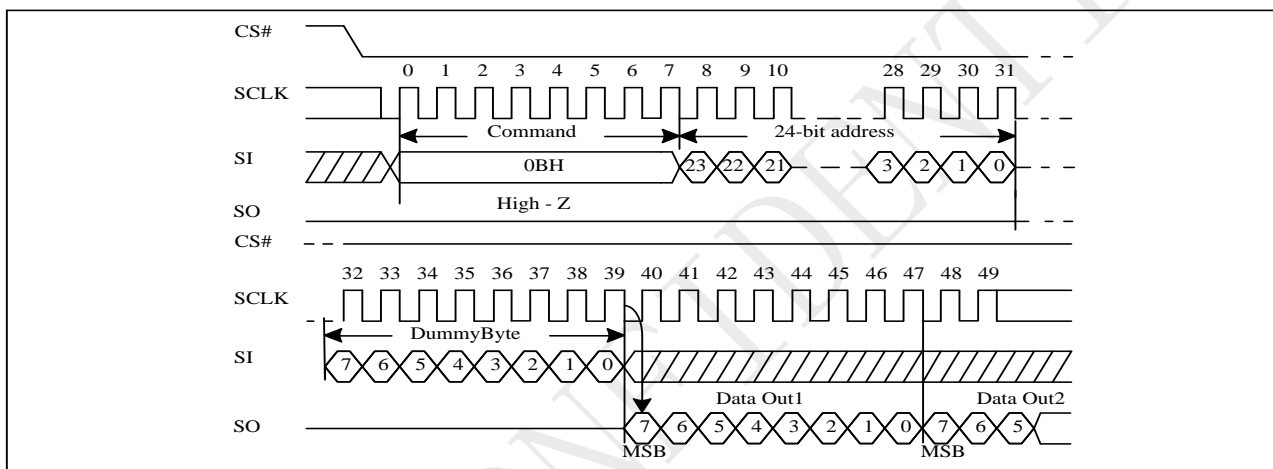 CS#
0 1 2 3 4 5 6 7 8 9 10 28 29 30 31
SCLK
Command 24-bit address
SI 0BH 23 22 21 3 2 1 0
High - Z
SO
CS#
32 33 34 35 36 37 38 39 40 41 42 43 44 45 46 47 48 49
SCLK
DummyByte
SI 7 6 5 4 3 2 1 0
Data Out1 Data Out2
SO 7 6 5 4 3 2 1 0 7 6 5
MSB MSB